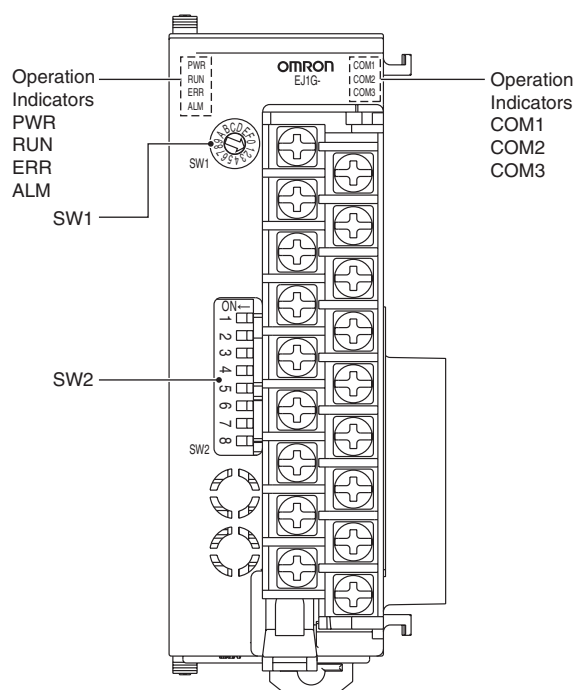 Operation
Indicators
PWR
RUN
ERR
ALM
SW1
SW2
PWR
RUN
ERR
ALM
OMRON
EJ1G-
COM1
COM2
COM3
0123456789ABCDEF
SW1
ON←
1
2
3
4
5
6
7
8
SW2
Operation
Indicators
COM1
COM2
COM3